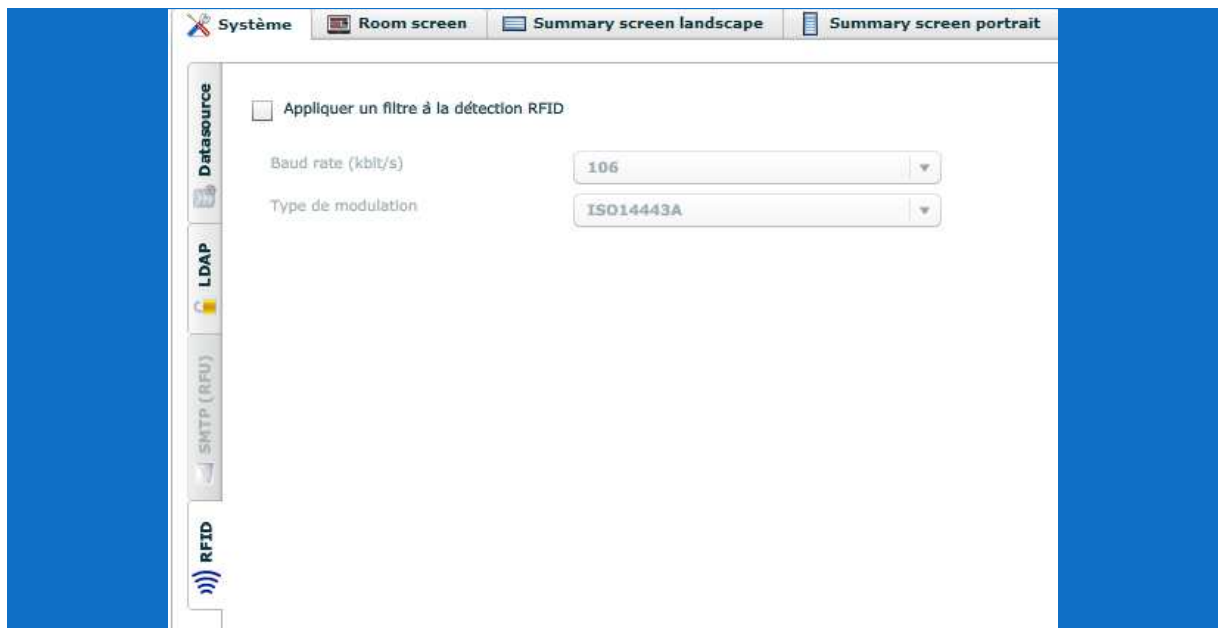 Système Room screen Summary screen landscape Summary screen portrait
Datasource
LDAP
SMTP (RFU)
RFID
Appliquer un filtre á la détection RFID
Baud rate (kbit/s) 106
Type de modulation ISO14443A